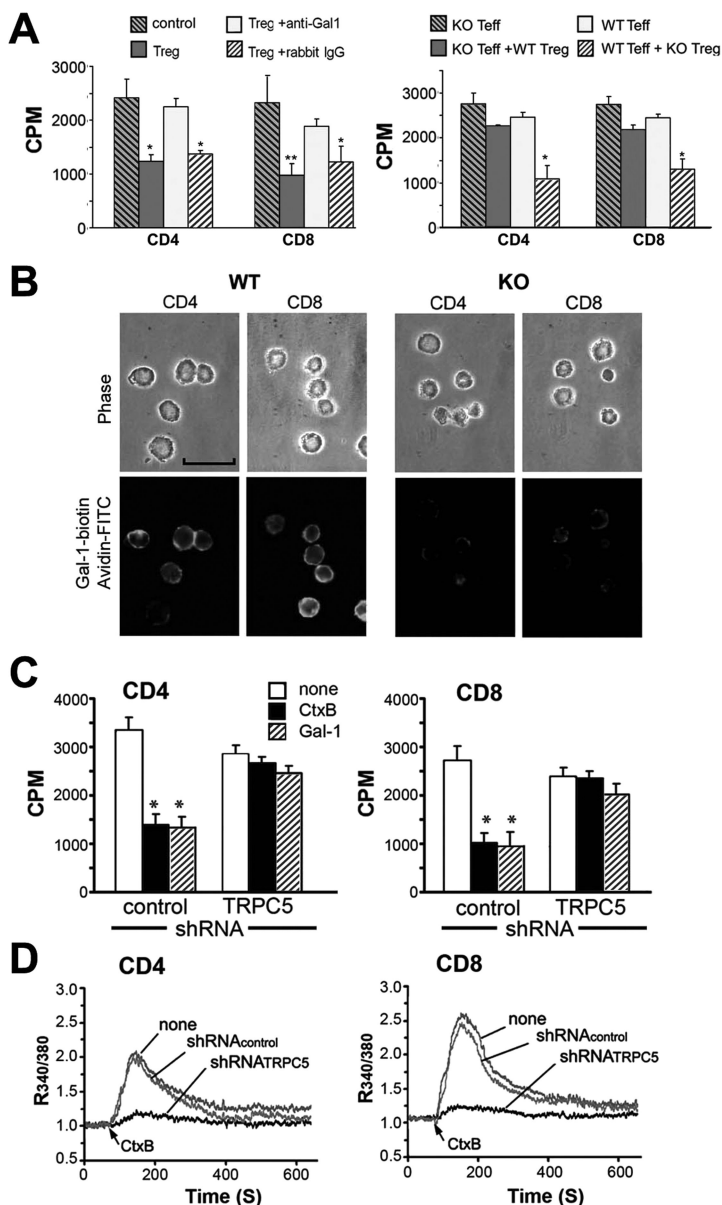 A
control
Treg +anti-Gal1
Treg
Treg +rabbit IgG
CPM
3000
2000
1000
0
*
*
**
*
CD4
CD8
KO Teff
WT Teff
KO Teff +WT Treg
WT Teff + KO Treg
CPM
3000
2000
1000
0
*
*
CD4
CD8
B
WT
KO
CD4
CD8
CD4
CD8
Phase
Gal-1-biotin
Avidin-FITC
C
CD4
none
CtxB
Gal-1
CPM
4000
3000
2000
1000
0
*
*
control
TRPC5
shRNA
CD8
CPM
4000
3000
2000
1000
0
*
*
control
TRPC5
shRNA
D
CD4
R340/380
3.0
2.5
2.0
1.5
1.0
0.5
none
shRNAcontrol
shRNATRPC5
CtxB
0
200
400
600
Time (S)
CD8
R340/380
3.0
2.5
2.0
1.5
1.0
0.5
none
shRNAcontrol
shRNATRPC5
CtxB
0
200
400
600
Time (S)